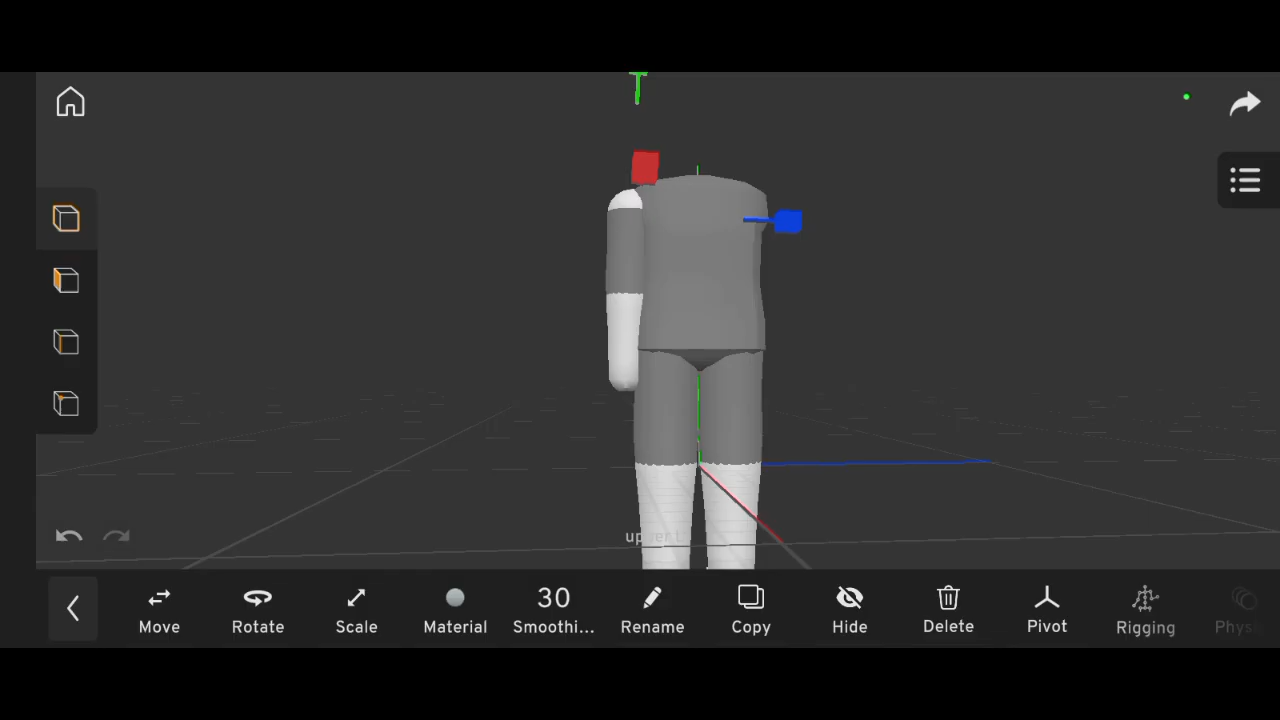 Move
Rotate
Scale
Material
30
Smoothi...
Rename
Copy
Hide
Delete
Pivot
Rigging